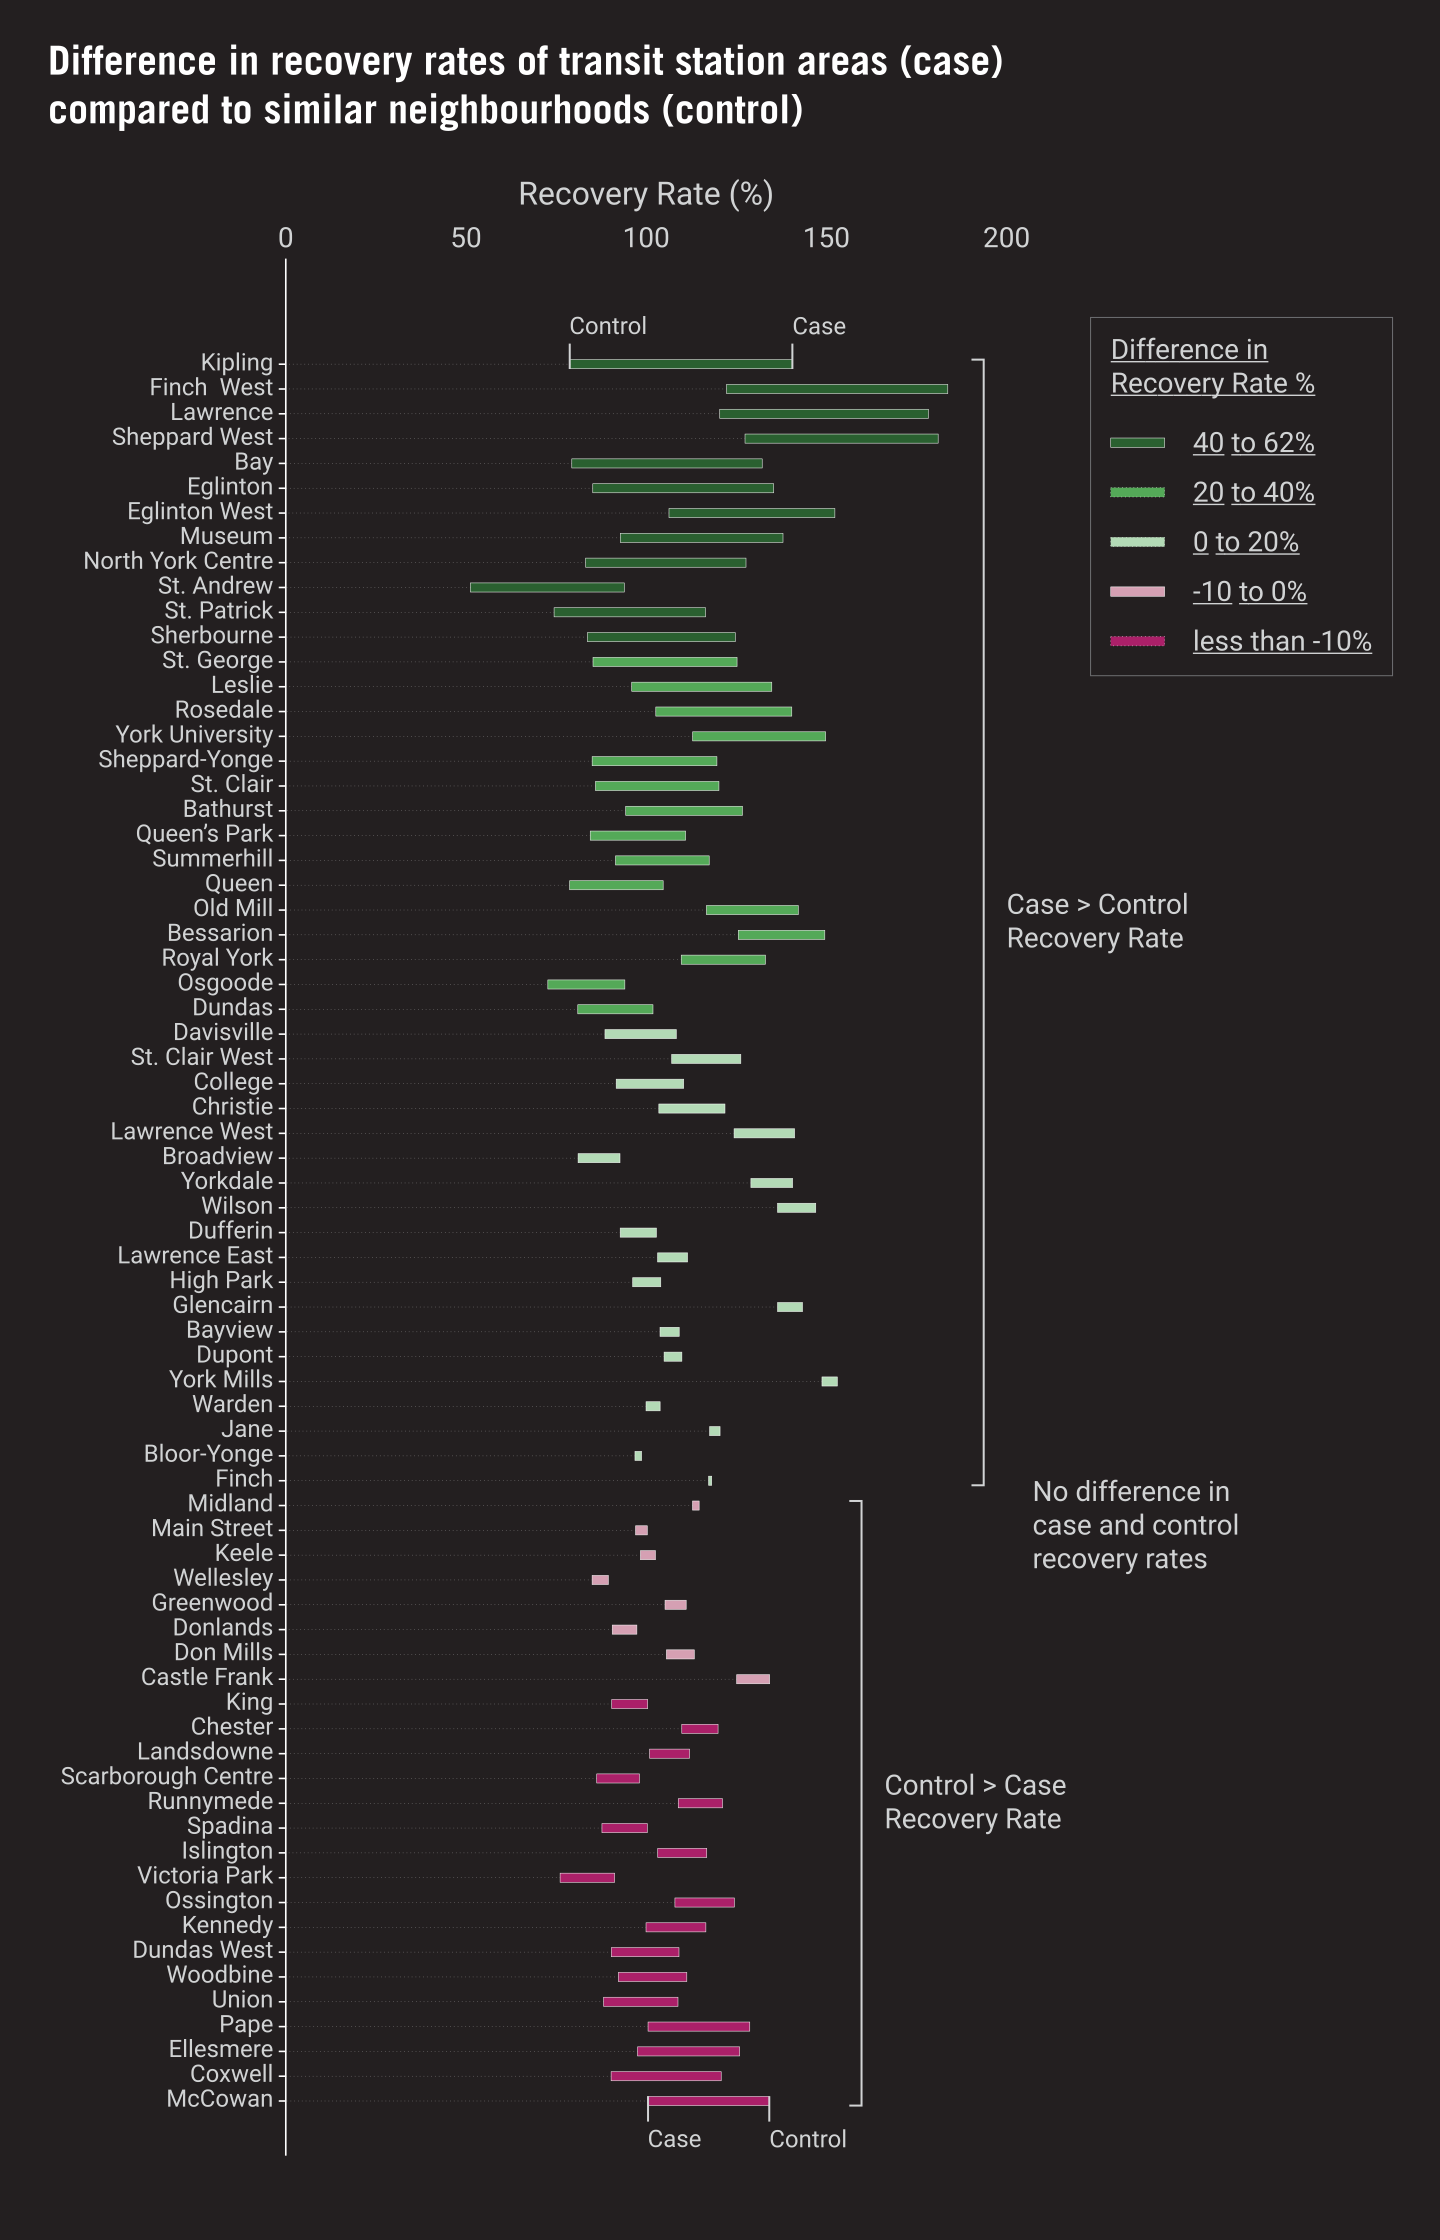 Difference in recovery rates of transit station areas (case)
compared to similar neighbourhoods (control)
Recovery Rate (%)
0 50 100 150 200
Control Case
Kipling
Finch  West
Lawrence
Sheppard West
Bay
Eglinton
Eglinton West
Museum
North York Centre
St. Andrew
St. Patrick
Sherbourne
St. George
Leslie
Rosedale
York University
Sheppard-Yonge
St. Clair
Bathurst
Queen’s Park
Summerhill
Queen
Old Mill
Bessarion
Royal York
Osgoode
Dundas
Davisville
St. Clair West
College
Christie
Lawrence West
Broadview
Yorkdale
Wilson
Dufferin
Lawrence East
High Park
Glencairn
Bayview
Dupont
York Mills
Warden
Jane
Bloor-Yonge
Finch
Midland
Main Street
Keele
Wellesley
Greenwood
Donlands
Don Mills
Castle Frank
King
Chester
Landsdowne
Scarborough Centre
Runnymede
Spadina
Islington
Victoria Park
Ossington
Kennedy
Dundas West
Woodbine
Union
Pape
Ellesmere
Coxwell
McCowan
Case Control
Difference in
Recovery Rate %
40 to 62%
20 to 40%
0 to 20%
-10 to 0%
less than -10%
Case > Control
Recovery Rate
No difference in
case and control
recovery rates
Control > Case
Recovery Rate